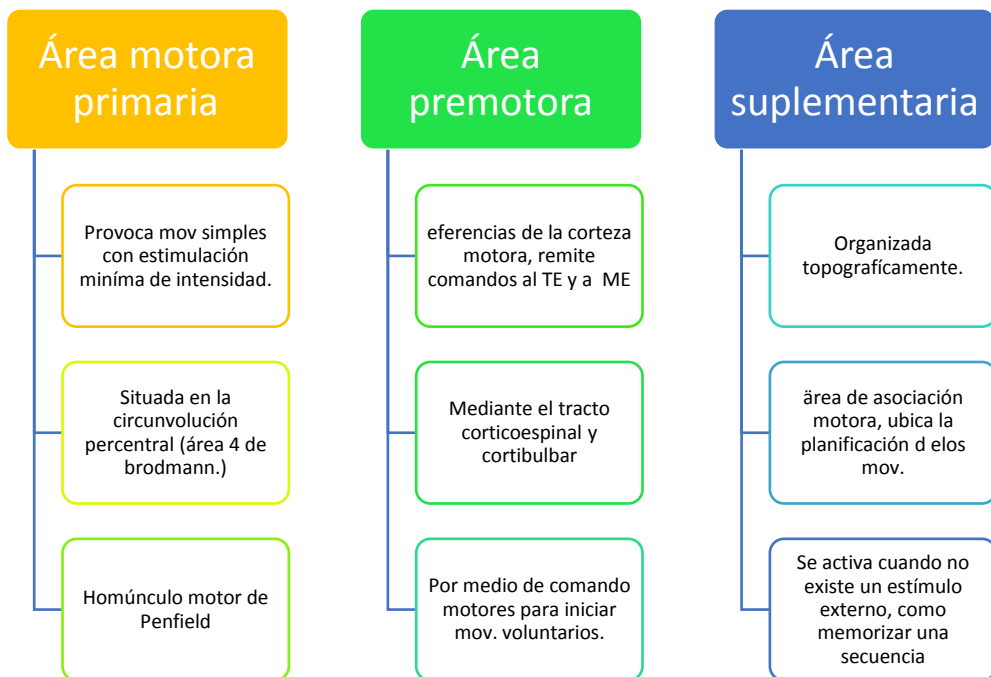 Área motora
primaria
Provoca mov simples
con estimulación
miníma de intensidad.
Situada en la
circunvolución
percentral (área 4 de
brodmann.)
Homúnculo motor de
Penfield
Área
premotora
eferencias de la corteza
motora, remite
comandos al TE y a ME
Mediante el tracto
corticoespinal y
cortibulbar
Por medio de comando
motores para iniciar
mov. voluntarios.
Área
suplementaria
Organizada
topografícamente.
ärea de asociación
motora, ubica la
planificación d elos
mov.
Se activa cuando no
existe un estímulo
externo, como
memorizar una
secuencia